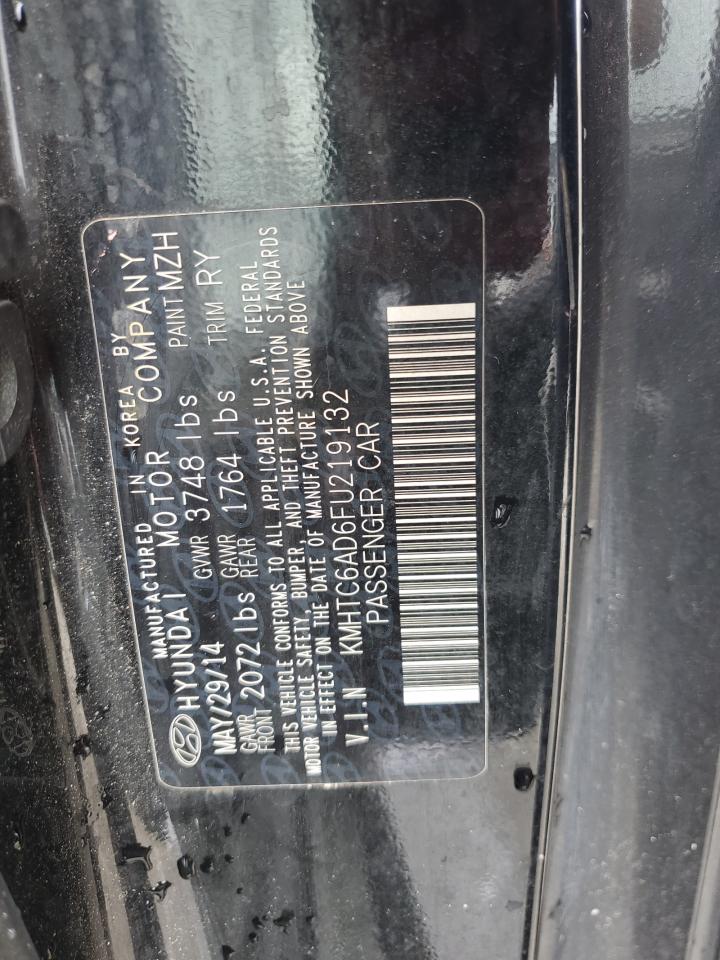 MANUFACTURED IN KOREA BY
HYUNDAI MOTOR COMPANY
MAY/29/14 GVWR 3748 lbs PAINT MZH
GAWR FRONT 2072 lbs GAWR REAR 1764 lbs TRIM RY
THIS VEHICLE CONFORMS TO ALL APPLICABLE U.S.A. FEDERAL
MOTOR VEHICLE SAFETY, BUMPER, AND THEFT PREVENTION STANDARDS
IN EFFECT ON THE DATE OF MANUFACTURE SHOWN ABOVE
V.I.N KMHTC6AD6FU219132
PASSENGER CAR